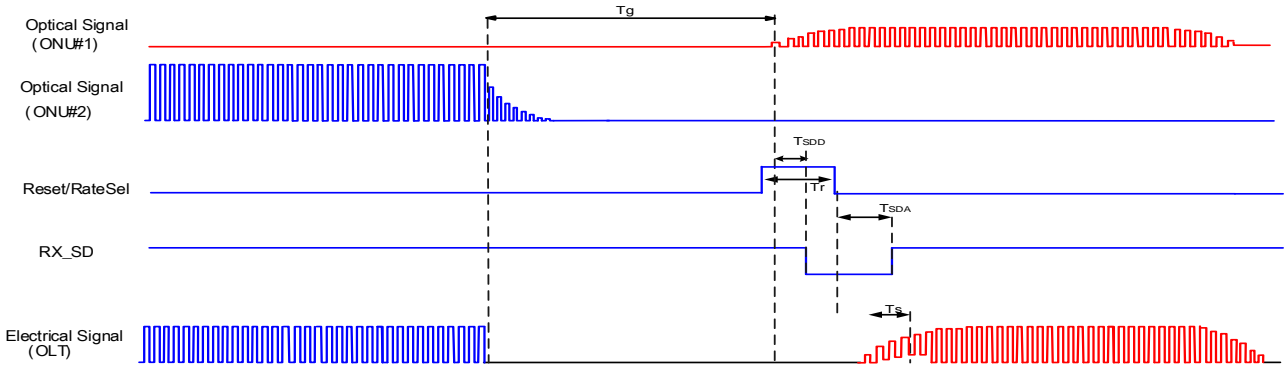 Tg
Optical Signal
(ONU#1)
Optical Signal
(ONU#2)
TSDD
Reset/RateSel
Tr
TSDA
RX_SD
Ts
Electrical Signal
(OLT)